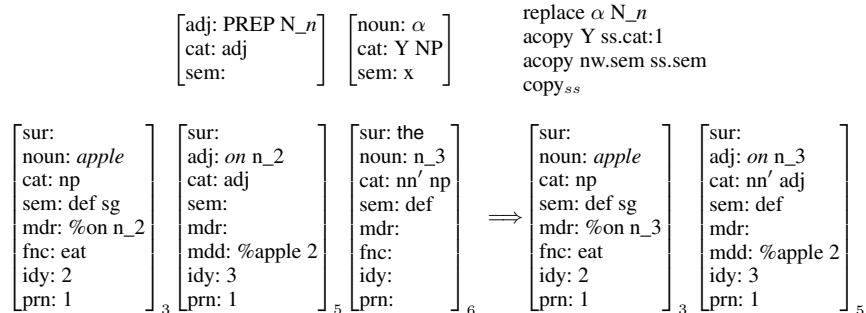 adj: PREP N_n
cat: adj
sem:
noun: α
cat: Y NP
sem: x
replace α N_n
acopy Y ss.cat:1
acopy nw.sem ss.sem
copyss
sur:
noun: apple
cat: np
sem: def sg
mdr: %on n_2
fnc: eat
idy: 2
prn: 1
3
sur:
adj: on n_2
cat: adj
sem:
mdr:
mdd: %apple 2
idy: 3
prn: 1
5
sur: the
noun: n_3
cat: nn′ np
sem: def
mdr:
fnc:
idy:
prn:
6
⟹
sur:
noun: apple
cat: np
sem: def sg
mdr: %on n_3
fnc: eat
idy: 2
prn: 1
3
sur:
adj: on n_3
cat: nn′ adj
sem: def
mdr:
mdd: %apple 2
idy: 3
prn: 1
5